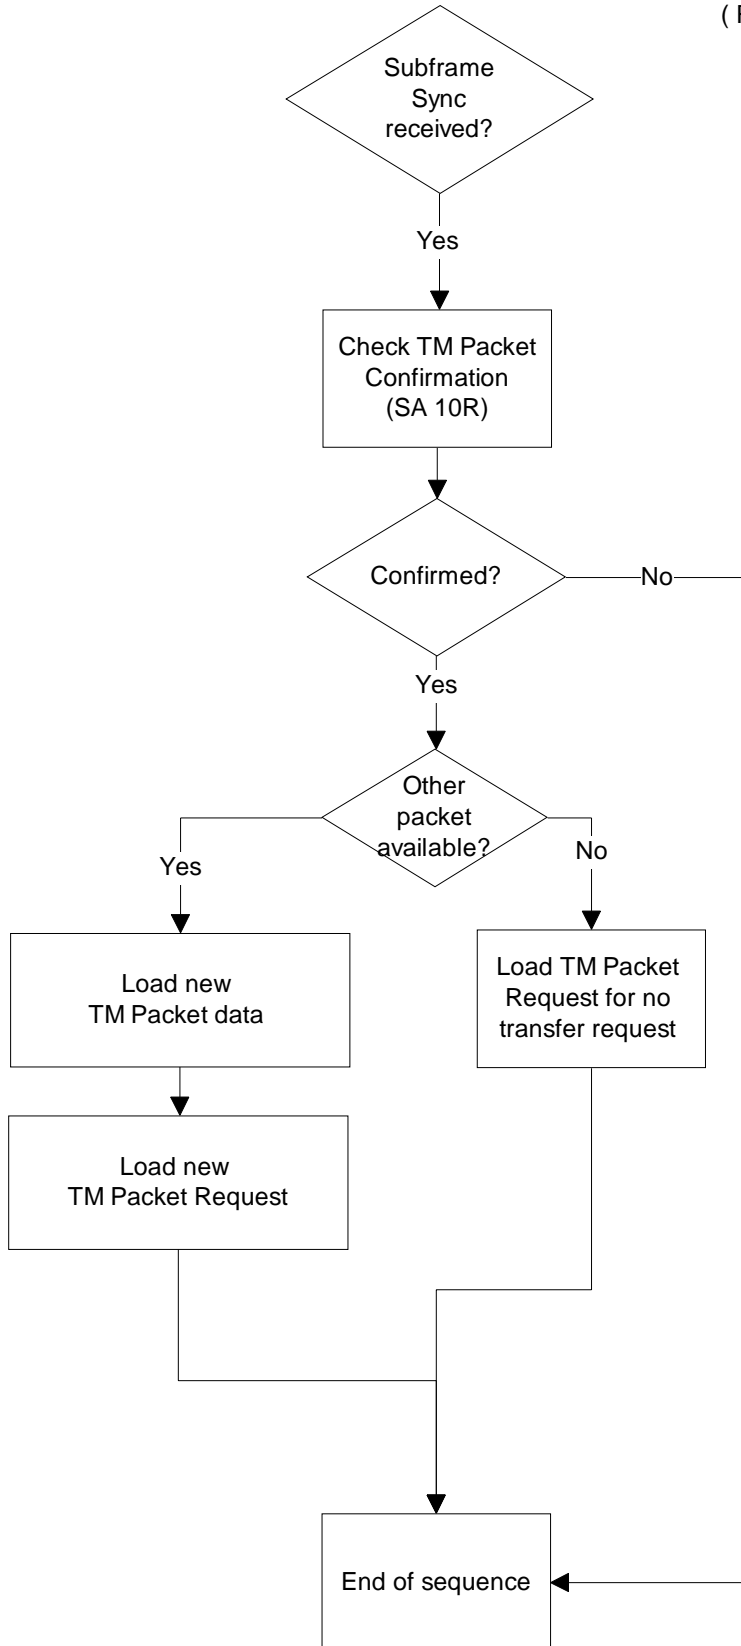 ( F
Subframe
Sync
received?
Yes
Check TM Packet
Confirmation
(SA 10R)
Confirmed?
No
Yes
Other
packet
available?
Yes
No
Load new
TM Packet data
Load TM Packet
Request for no
transfer request
Load new
TM Packet Request
End of sequence